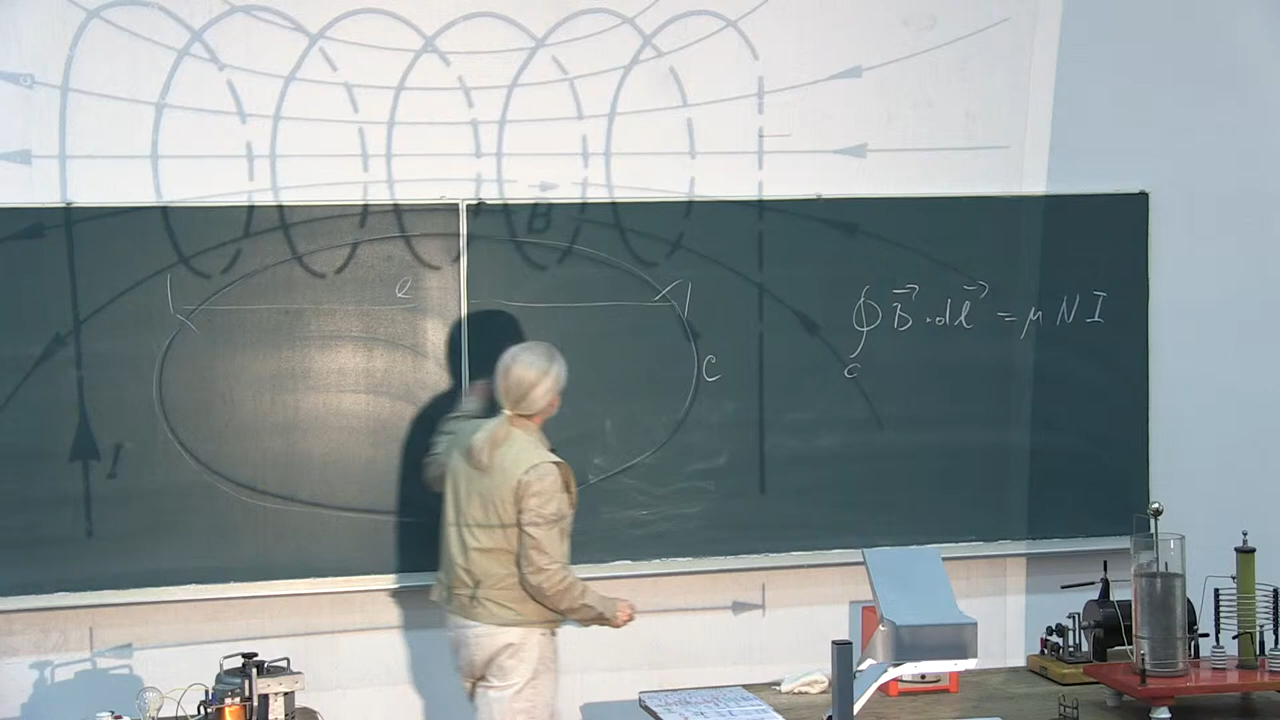 B
e
∮ B⃗ · dl⃗ = μ N I
c
C
I